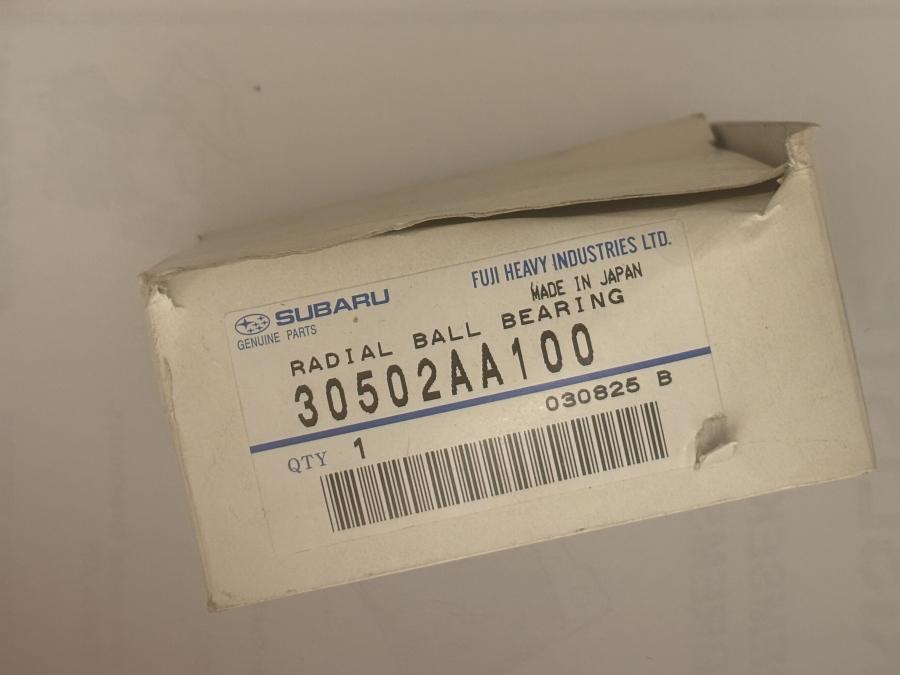 SUBARU
GENUINE PARTS
FUJI HEAVY INDUSTRIES LTD.
MADE IN JAPAN
RADIAL BALL BEARING
30502AA100
030825 B
QTY 1